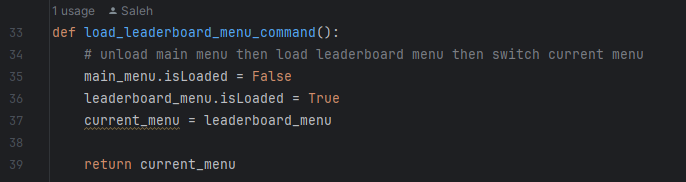 1 usage Saleh
33 def load_leaderboard_menu_command():
34 # unload main menu then load leaderboard menu then switch current menu
35 main_menu.isLoaded = False
36 leaderboard_menu.isLoaded = True
37 current_menu = leaderboard_menu
38
39 return current_menu